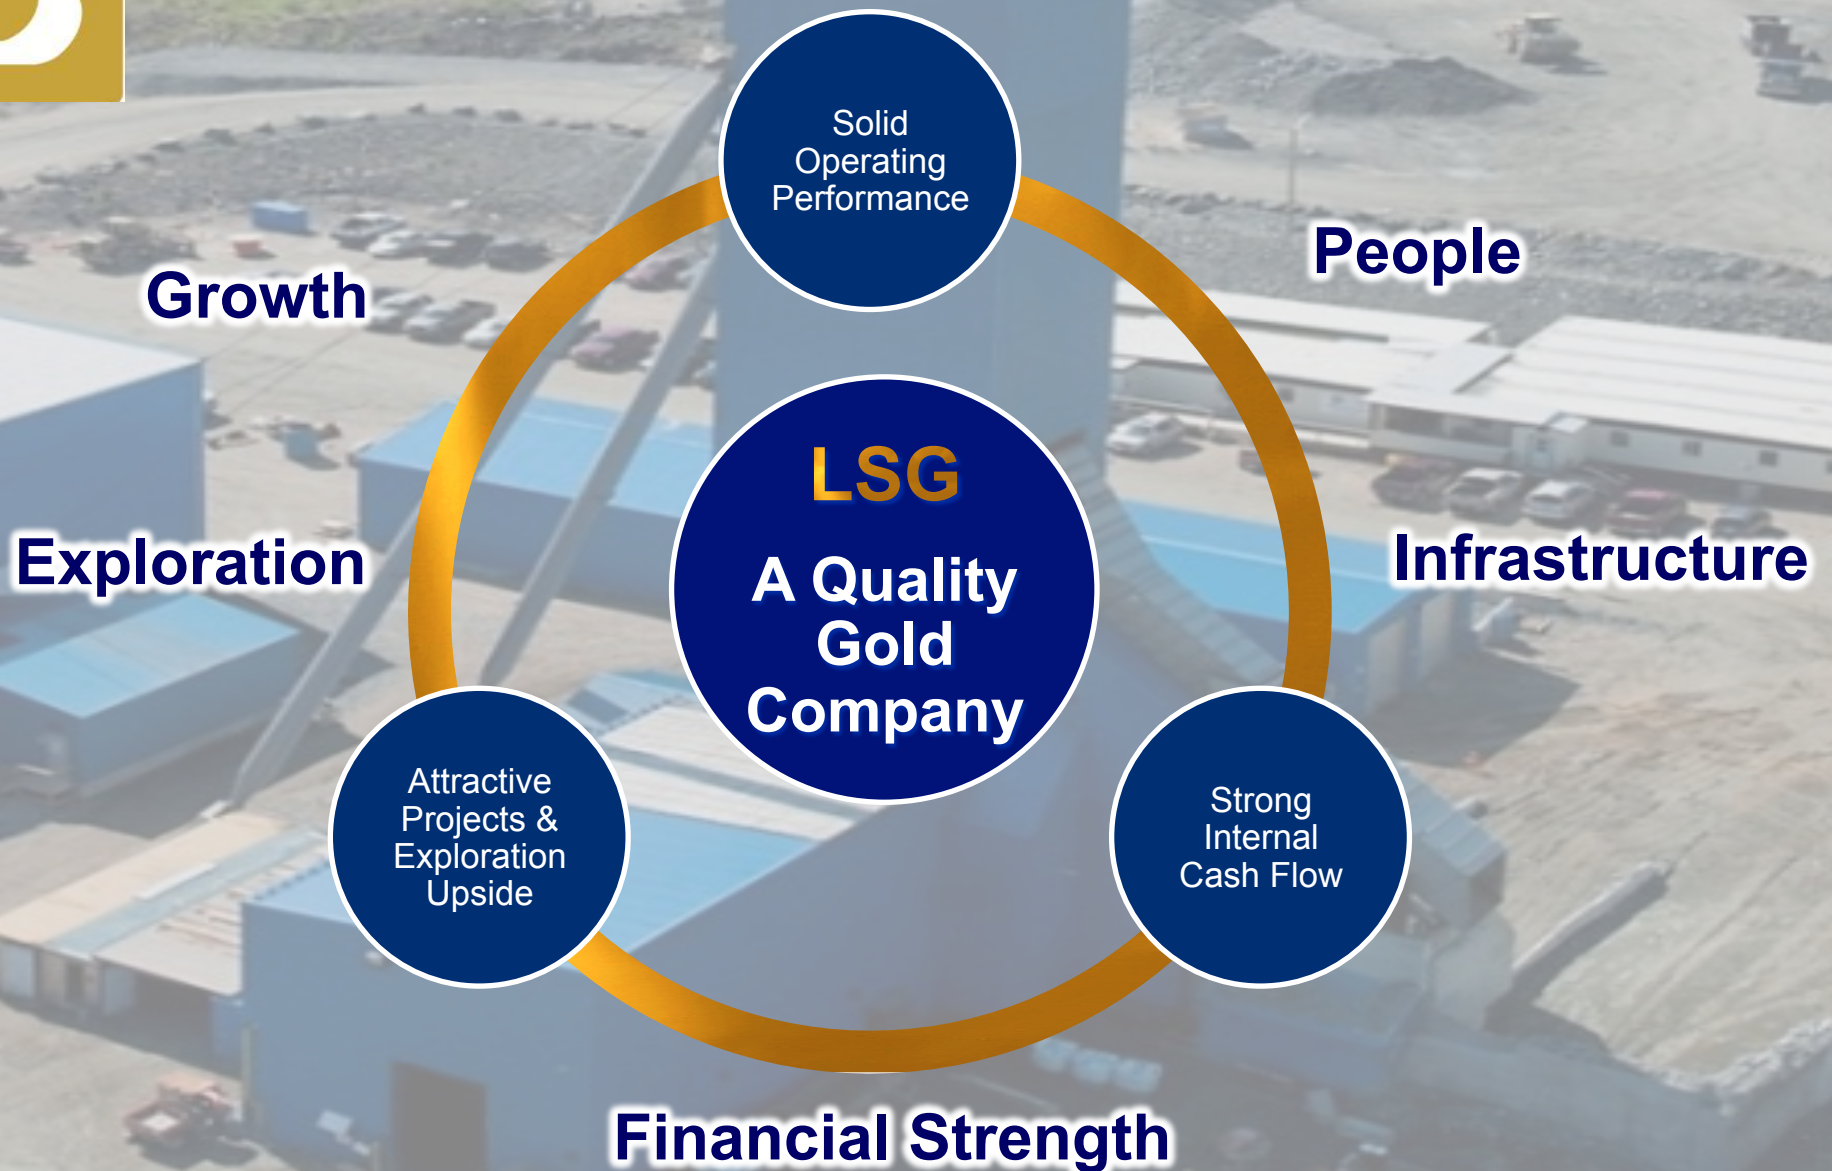 Solid
Operating
Performance
People
Growth
LSG
A Quality
Gold
Company
Exploration
Infrastructure
Attractive
Projects &
Exploration
Upside
Strong
Internal
Cash Flow
Financial Strength